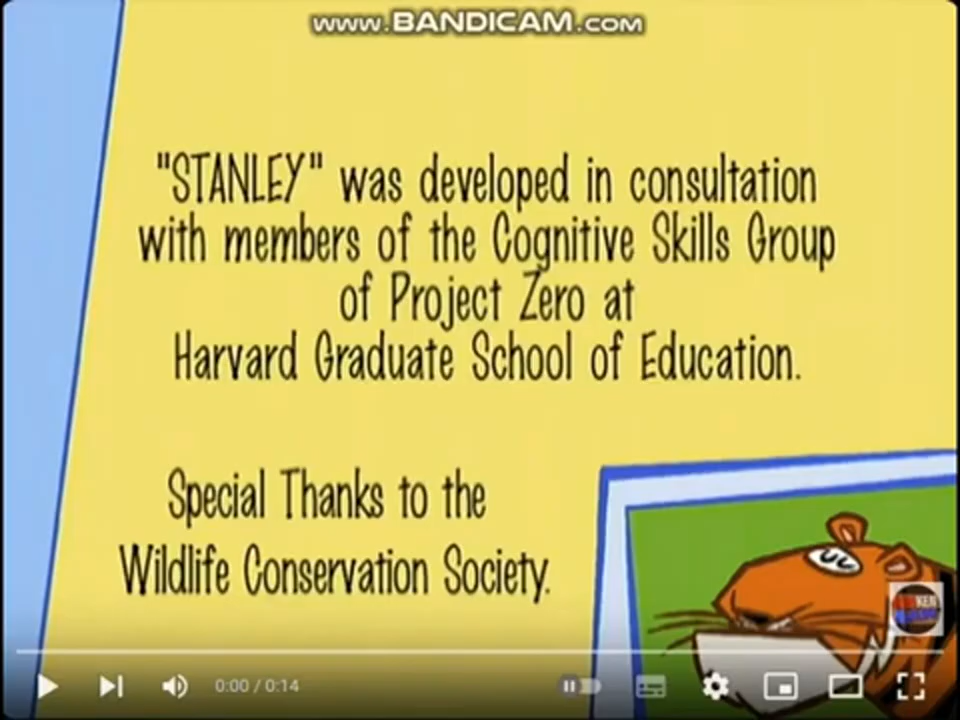 www.BANDICAM.com
"STANLEY" was developed in consultation
with members of the Cognitive Skills Group
of Project Zero at
Harvard Graduate School of Education.
Special Thanks to the
Wildlife Conservation Society.
0:00 / 0:14